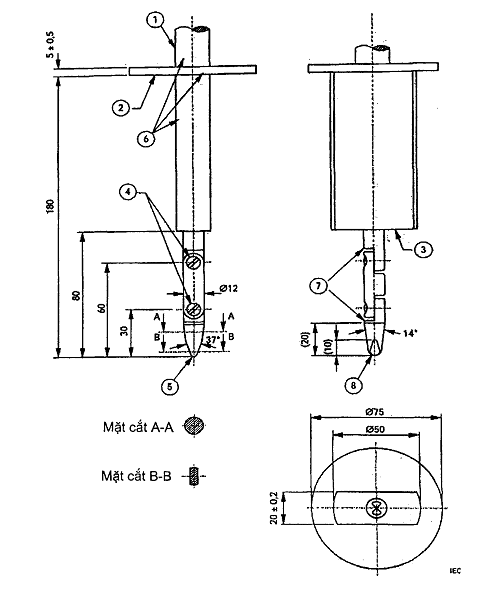 1
5 ± 0,5
2
6
180
3
4
80
60
30
Ø12
7
A
A
B
B
37°
(20)
(10)
14°
5
8
Mặt cắt A-A
Mặt cắt B-B
Ø75
Ø50
20 ± 0,2
IEC